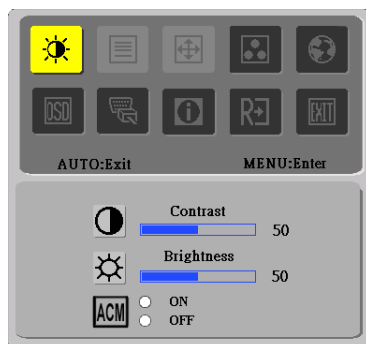 OSD
R
EXIT
AUTO:Exit MENU:Enter
Contrast
50
Brightness
50
ACM ON
OFF